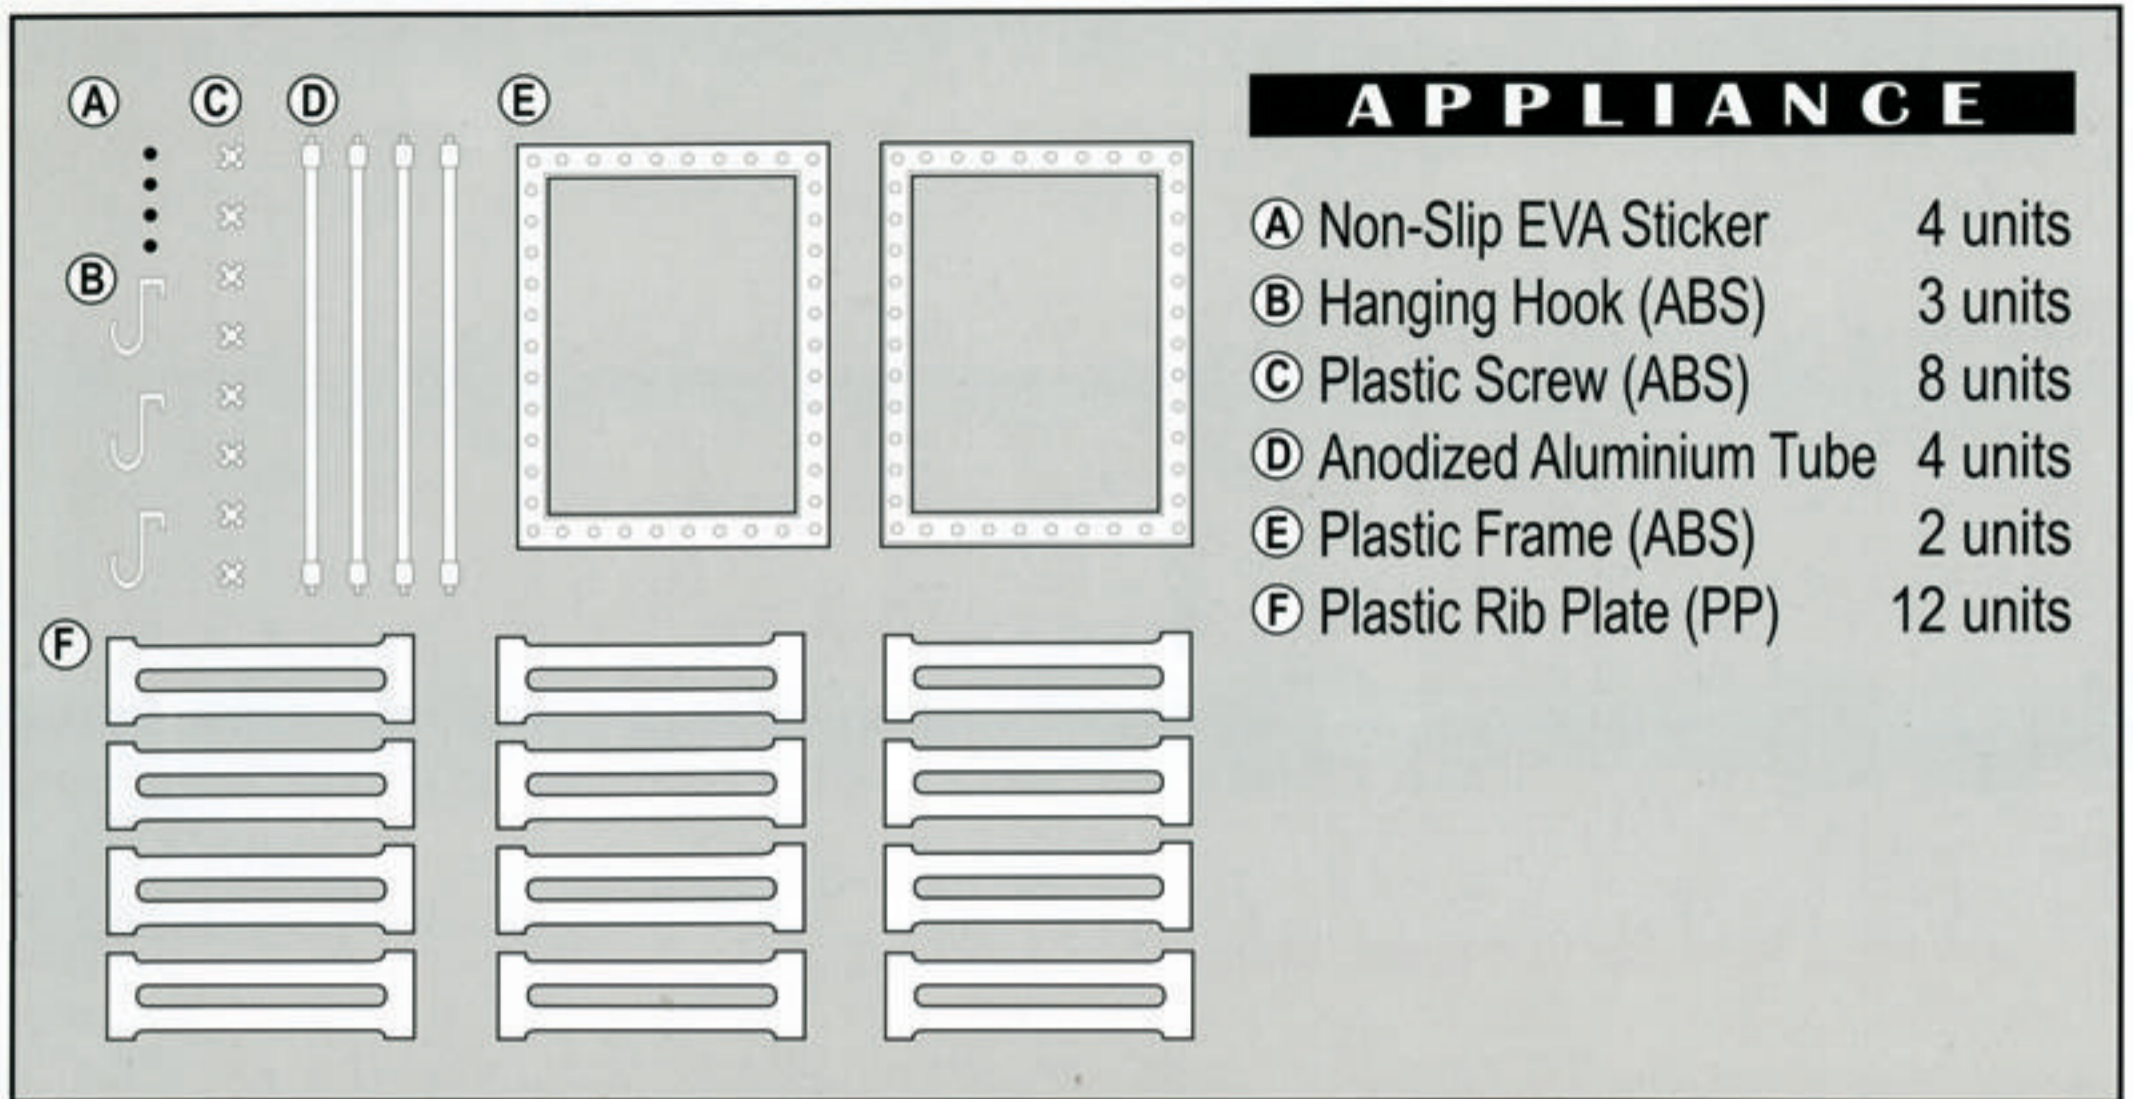 A C D E
B
F
APPLIANCE
A Non-Slip EVA Sticker 4 units
B Hanging Hook (ABS) 3 units
C Plastic Screw (ABS) 8 units
D Anodized Aluminium Tube 4 units
E Plastic Frame (ABS) 2 units
F Plastic Rib Plate (PP) 12 units